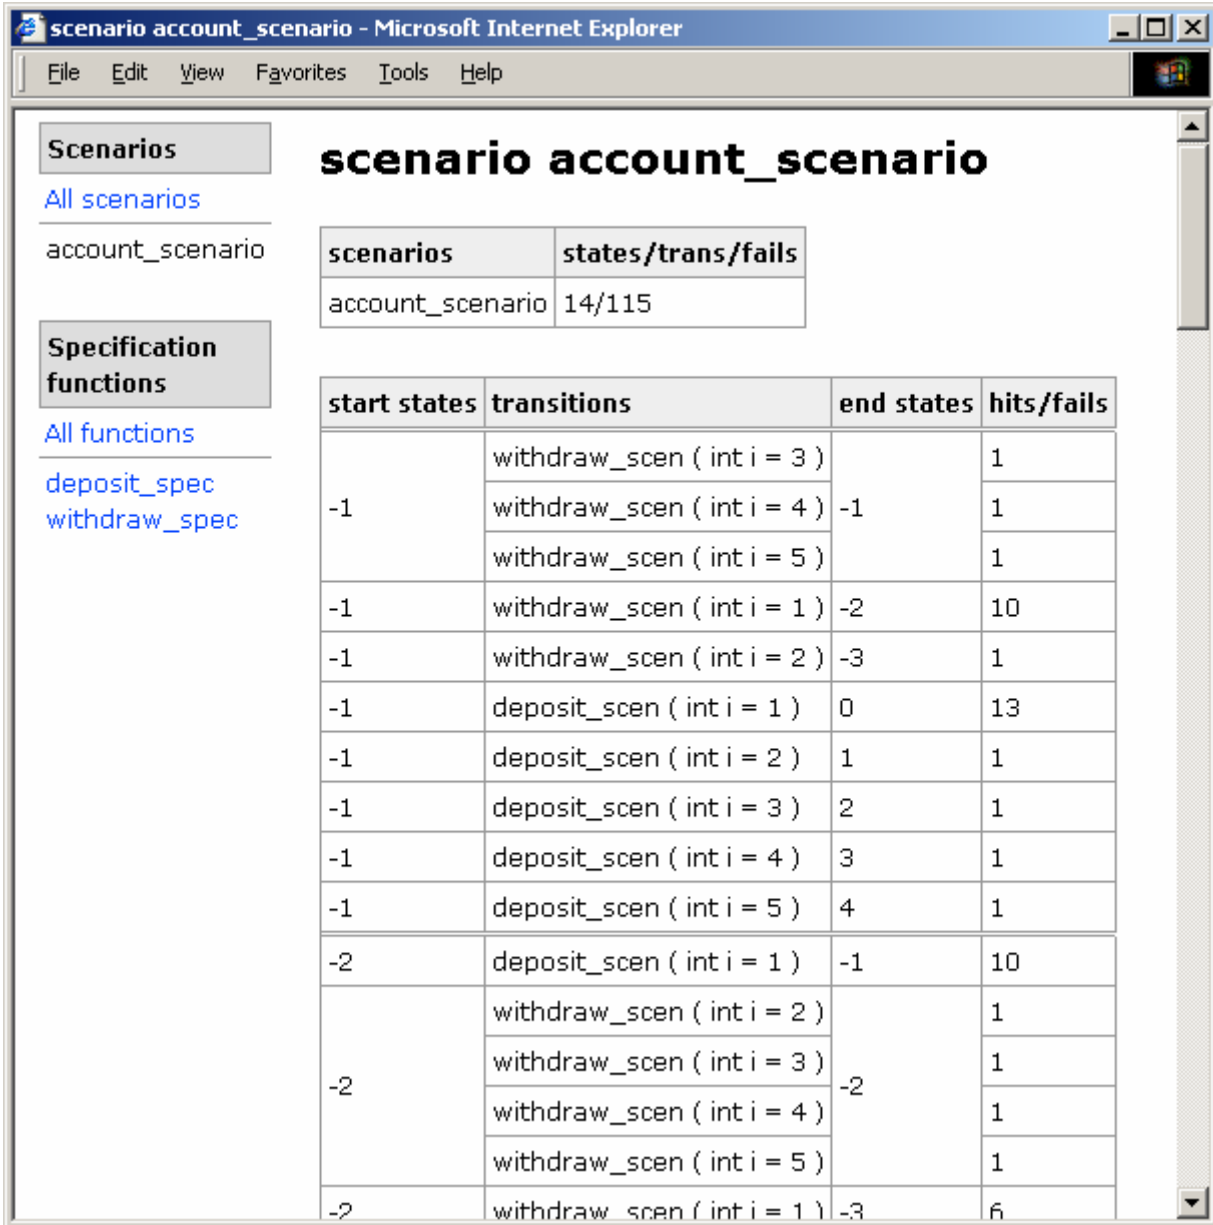 scenario account_scenario - Microsoft Internet Explorer
File Edit View Favorites Tools Help
Scenarios
All scenarios
account_scenario
Specification
functions
All functions
deposit_spec
withdraw_spec
scenario account_scenario
scenarios states/trans/fails
account_scenario 14/115
start states transitions end states hits/fails
withdraw_scen ( int i = 3 ) 1
-1 withdraw_scen ( int i = 4 ) -1 1
withdraw_scen ( int i = 5 ) 1
-1 withdraw_scen ( int i = 1 ) -2 10
-1 withdraw_scen ( int i = 2 ) -3 1
-1 deposit_scen ( int i = 1 ) 0 13
-1 deposit_scen ( int i = 2 ) 1 1
-1 deposit_scen ( int i = 3 ) 2 1
-1 deposit_scen ( int i = 4 ) 3 1
-1 deposit_scen ( int i = 5 ) 4 1
-2 deposit_scen ( int i = 1 ) -1 10
withdraw_scen ( int i = 2 ) 1
withdraw_scen ( int i = 3 ) 1
-2 -2
withdraw_scen ( int i = 4 ) 1
withdraw_scen ( int i = 5 ) 1
-2 withdraw_scen ( int i = 1 ) -3 6